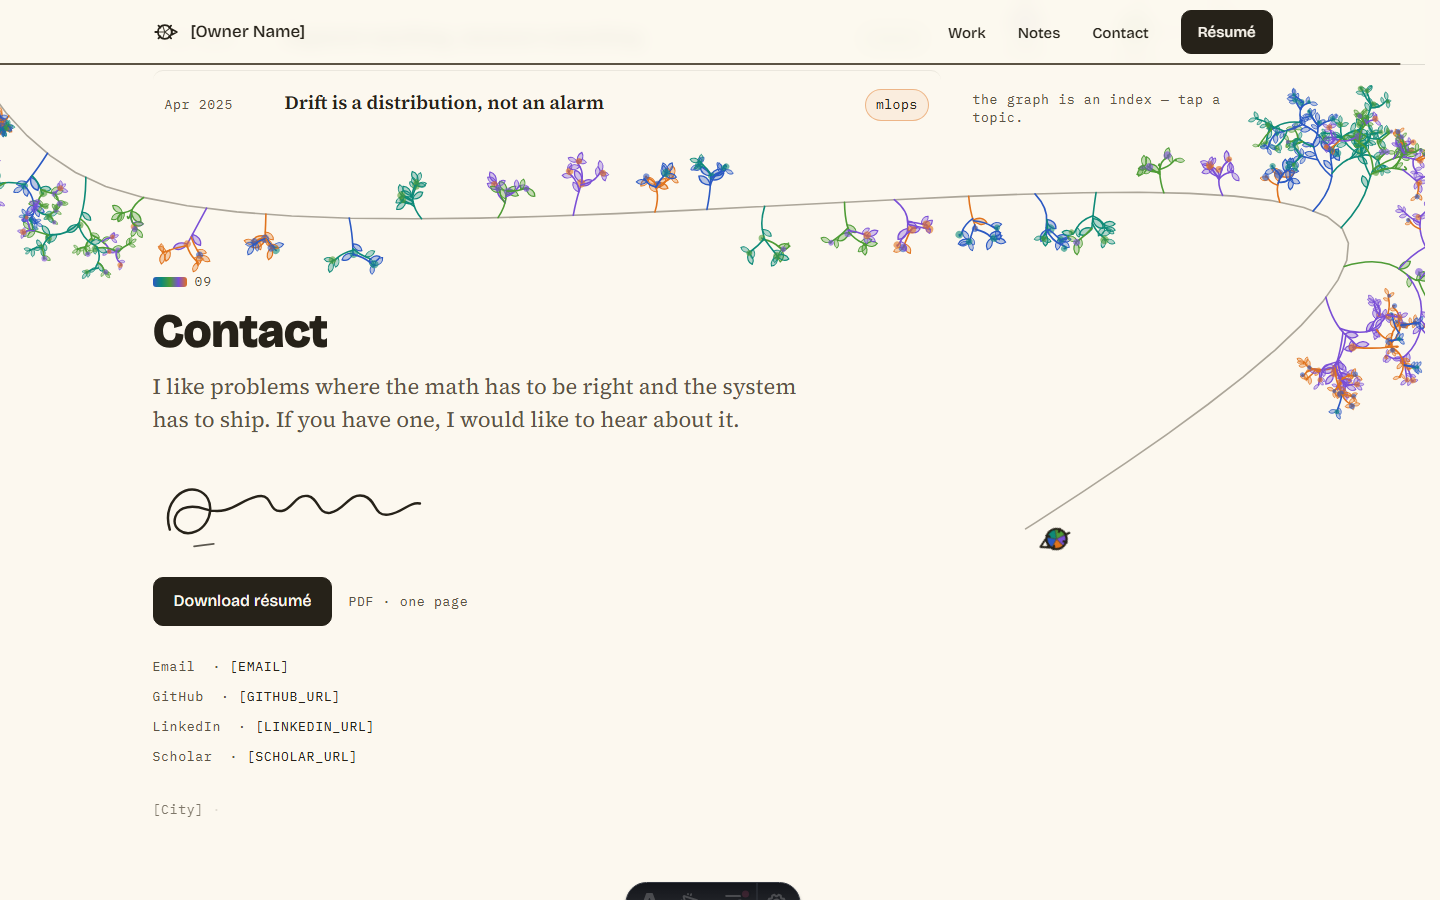 [Owner Name]
Work
Notes
Contact
Résumé
Apr 2025
Drift is a distribution, not an alarm
mlops
the graph is an index — tap a
topic.
09
Contact
I like problems where the math has to be right and the system
has to ship. If you have one, I would like to hear about it.
Download résumé
PDF · one page
Email · [EMAIL]
GitHub · [GITHUB_URL]
LinkedIn · [LINKEDIN_URL]
Scholar · [SCHOLAR_URL]
[City] ·